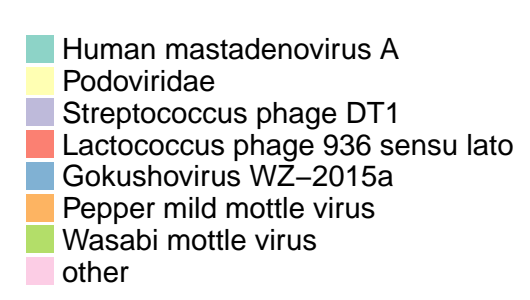 Human mastadenovirus A
Podoviridae
Streptococcus phage DT1
Lactococcus phage 936 sensu lato
Gokushovirus WZ−2015a
Pepper mild mottle virus
Wasabi mottle virus
other